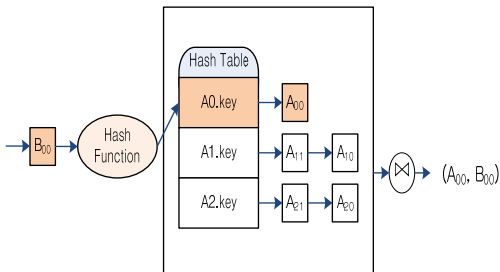 Hash Table
A0.key
A₀₀
B₀₀
Hash
Function
A1.key
A₁₁
A₁₀
(A₀₀, B₀₀)
A2.key
A₂₁
A₂₀